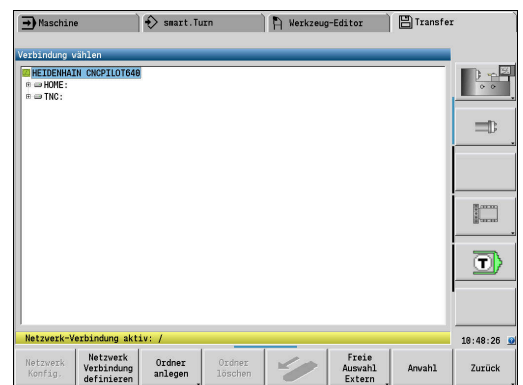 Maschine
smart.Turn
Werkzeug-Editor
Transfer
Verbindung wählen
HEIDENHAIN CNCPILOT640
HOME:
TNC:
T
Netzwerk-Verbindung aktiv: /
10:48:26
Netzwerk
Konfig.
Netzwerk
Verbindung
definieren
Ordner
anlegen
Ordner
löschen
Freie
Auswahl
Extern
Anwahl
Zurück